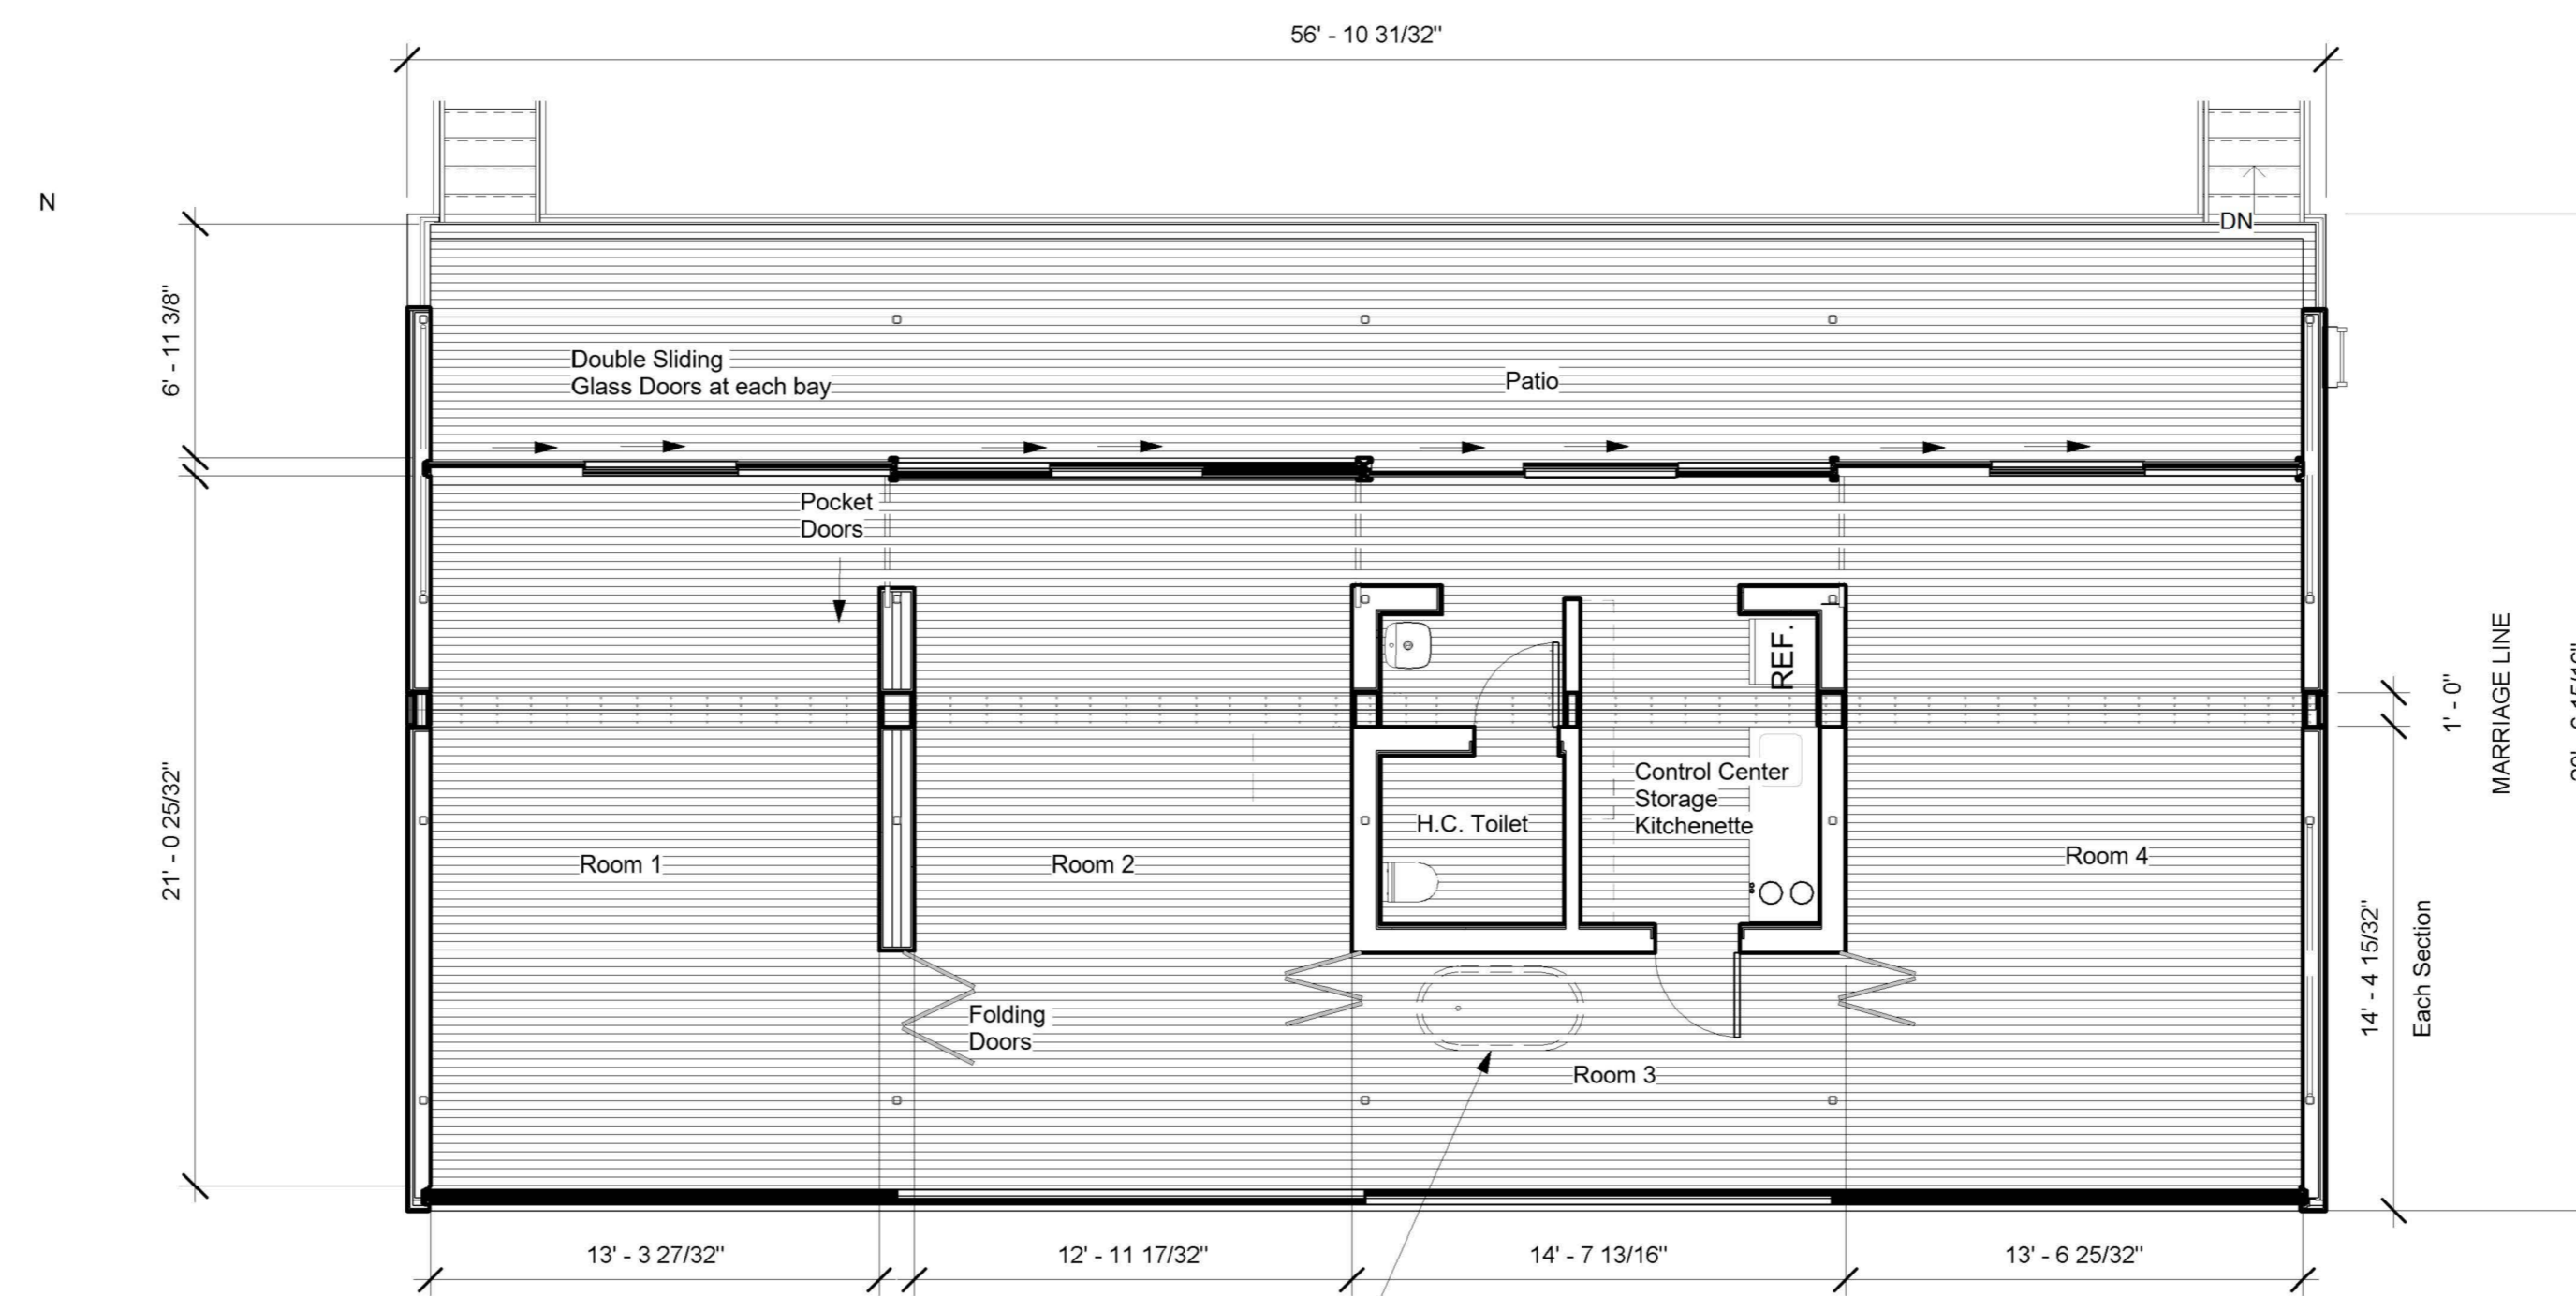 56' - 10 31/32"
N
DN
6' - 11 3/8"
Double Sliding
Glass Doors at each bay
Patio
Pocket
Doors
REF.
1' - 0"
MARRIAGE LINE
21' - 0 25/32"
Control Center
Storage
Kitchenette
H.C. Toilet
Room 1
Room 2
Room 4
14' - 4 15/32"
Each Section
Folding
Doors
Room 3
13' - 3 27/32"
12' - 11 17/32"
14' - 7 13/16"
13' - 6 25/32"